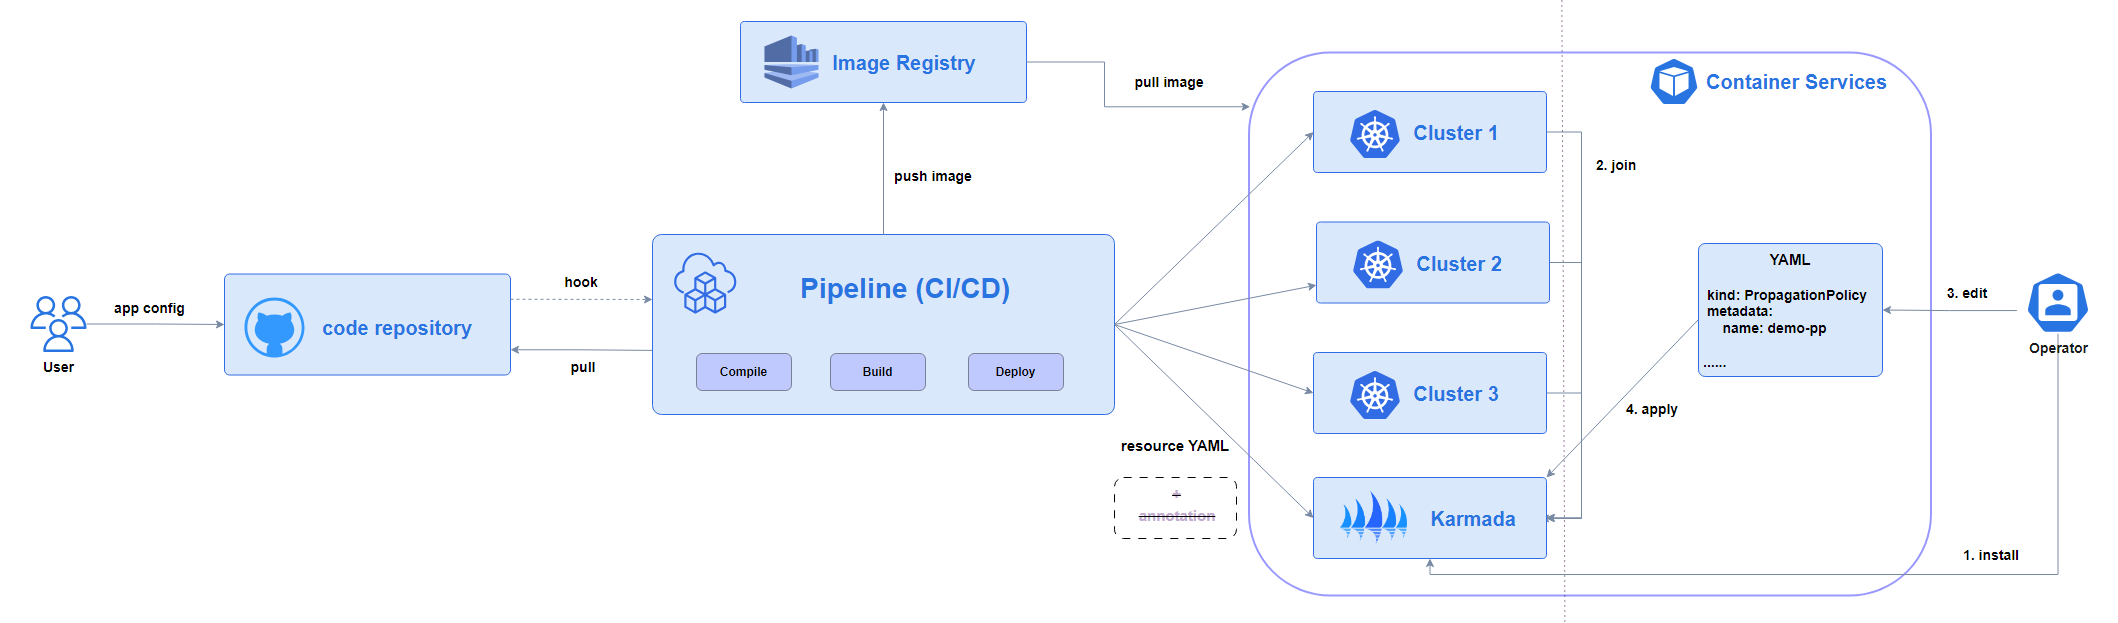 Image Registry
pull image
Container Services
Cluster 1
2. join
push image
Cluster 2
YAML
kind: PropagationPolicy
metadata:
name: demo-pp
......
3. edit
Operator
hook
Pipeline (CI/CD)
app config
code repository
User
pull
Compile
Build
Deploy
Cluster 3
4. apply
resource YAML
+
annotation
Karmada
1. install